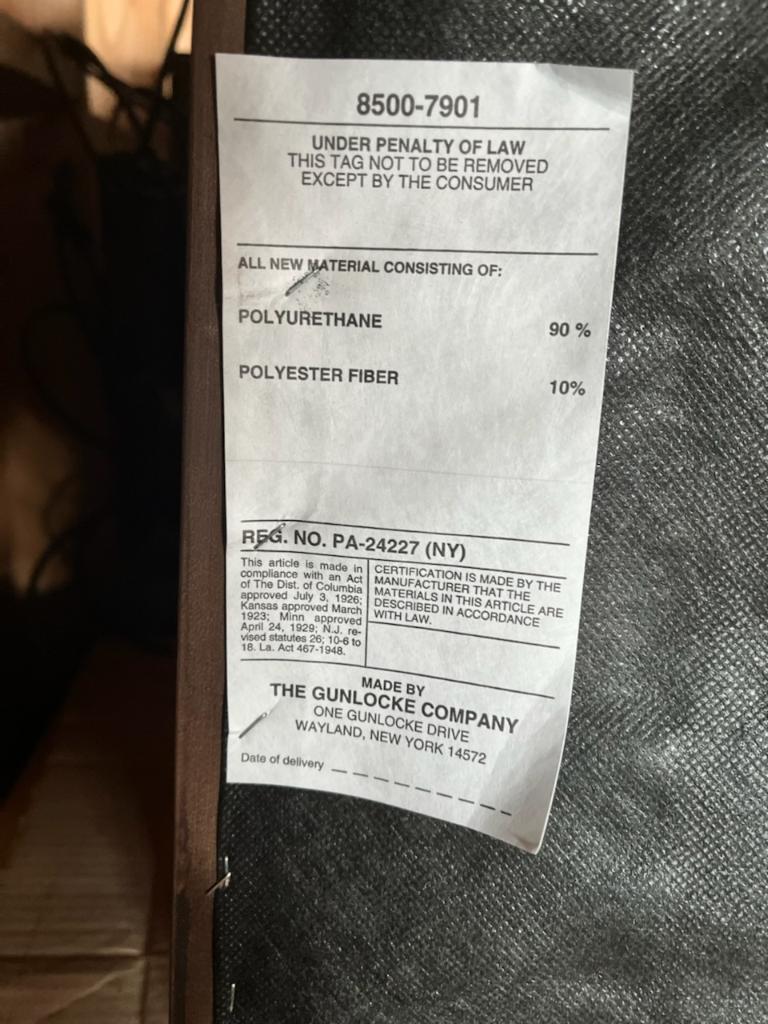 8500-7901
UNDER PENALTY OF LAW
THIS TAG NOT TO BE REMOVED
EXCEPT BY THE CONSUMER
ALL NEW MATERIAL CONSISTING OF:
POLYURETHANE 90 %
POLYESTER FIBER 10%
REG. NO. PA-24227 (NY)
This article is made in
compliance with an Act
of The Dist. of Columbia
approved July 3, 1926;
Kansas approved March
1923; Minn approved
April 24, 1929; N.J. re-
vised statutes 26; 10-6 to
18. La. Act 467-1948.
CERTIFICATION IS MADE BY THE
MANUFACTURER THAT THE
MATERIALS IN THIS ARTICLE ARE
DESCRIBED IN ACCORDANCE
WITH LAW.
MADE BY
THE GUNLOCKE COMPANY
ONE GUNLOCKE DRIVE
WAYLAND, NEW YORK 14572
Date of delivery